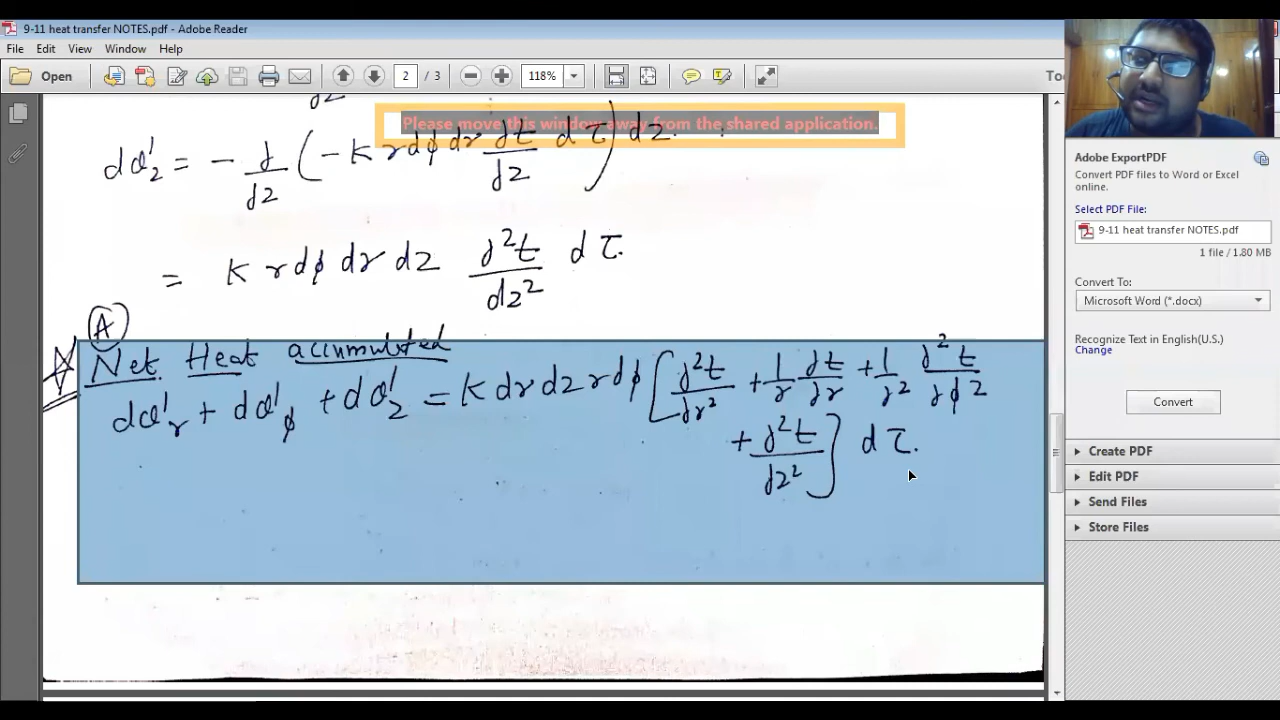 9-11 heat transfer NOTES.pdf - Adobe Reader
File Edit View Window Help
Open 2 / 3 118%
Please move this window away from the shared application.
dQ'z = - ∂/∂z (-K r dφ dr ∂t/∂z dτ) dz.
= K r dφ dr dz ∂²t/∂z² dτ.
(A)
Net Heat accumulated
dQ'r + dQ'φ + dQ'z = K dr dz r dφ [∂²t/∂r² + 1/r ∂t/∂r + 1/r² ∂²t/∂φ²
+ ∂²t/∂z²] dτ.
Adobe ExportPDF
Convert PDF files to Word or Excel
online.
Select PDF File:
9-11 heat transfer NOTES.pdf
1 file / 1.80 MB
Convert To:
Microsoft Word (*.docx)
Recognize Text in English(U.S.)
Change
Convert
Create PDF
Edit PDF
Send Files
Store Files